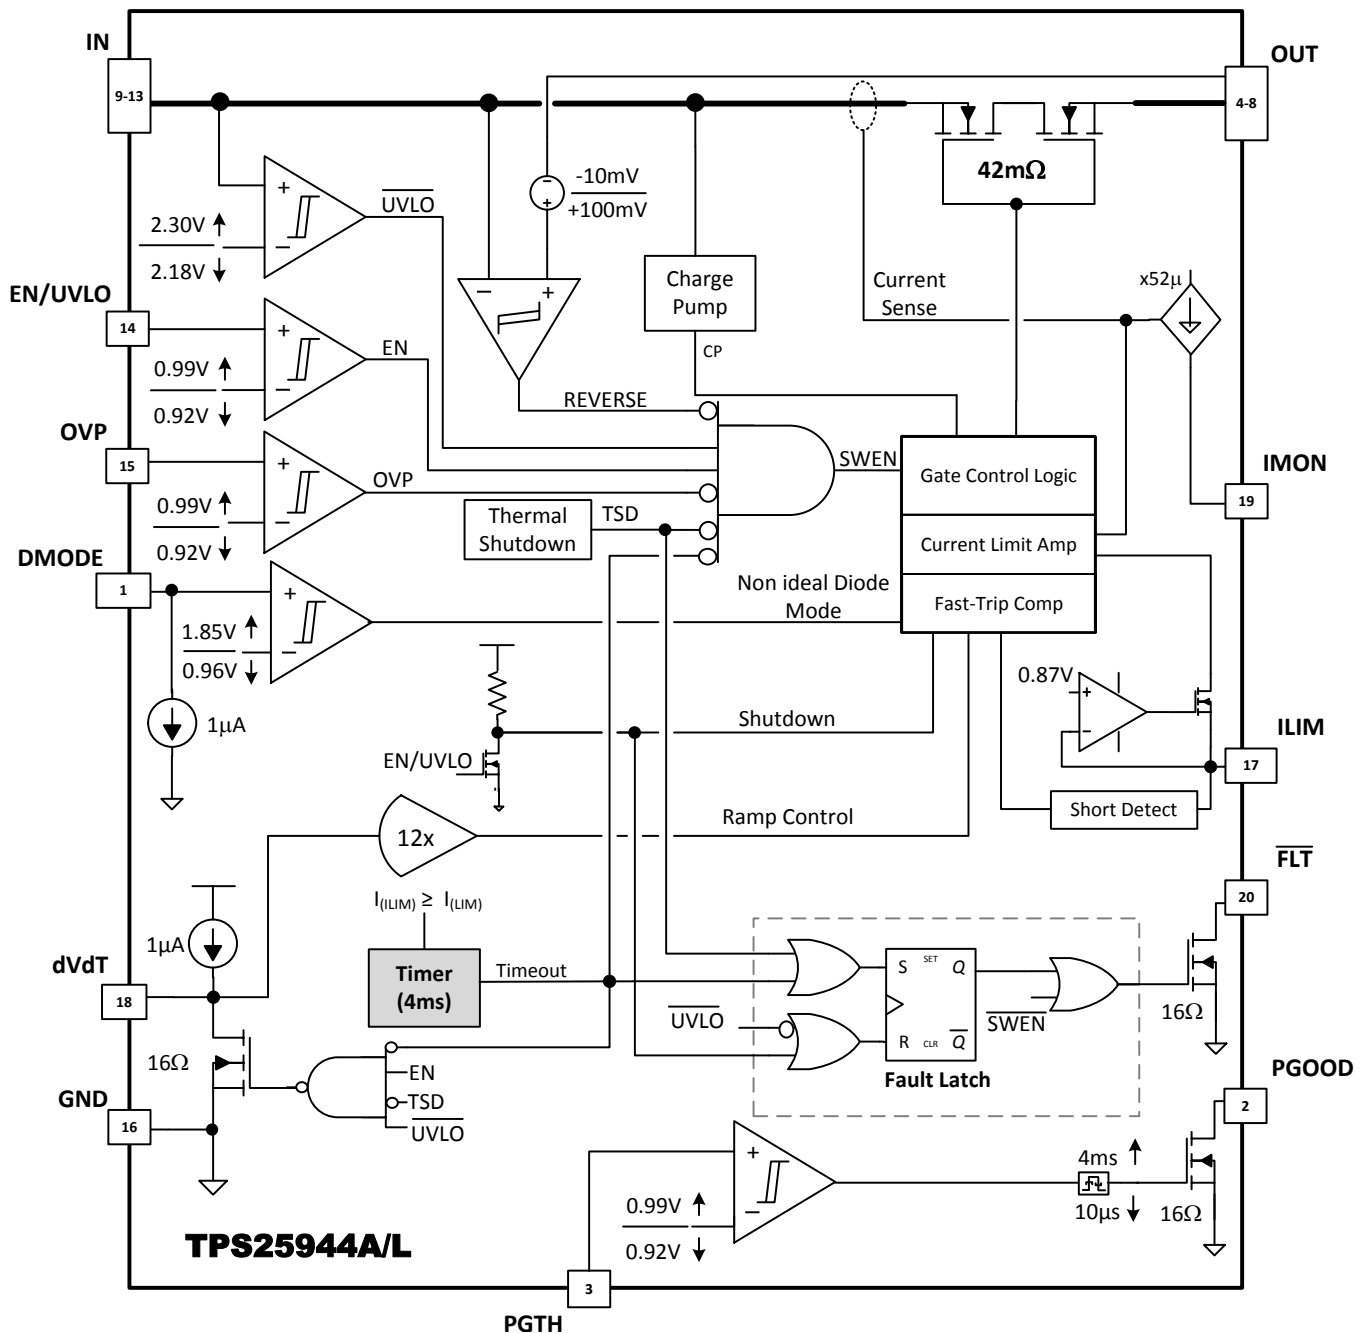 IN
OUT
9-13
4-8
42mΩ
-10mV
+100mV
UVLO
2.30V
2.18V
+
−
−
+
−
+
Charge
Pump
CP
Current
Sense
x52µ
EN/UVLO
14
+
−
EN
0.99V
0.92V
REVERSE
OVP
15
+
−
OVP
0.99V
0.92V
SWEN
Gate Control Logic
Current Limit Amp
Fast-Trip Comp
IMON
19
Thermal
Shutdown
TSD
DMODE
1
+
−
1.85V
0.96V
Non ideal Diode
Mode
1µA
0.87V
+
−
Shutdown
EN/UVLO
ILIM
17
Short Detect
12x
Ramp Control
FLT
20
I(ILIM) ≥ I(LIM)
1µA
dVdT
18
Timer
(4ms)
Timeout
S
SET
Q
R
CLR
Q
UVLO
SWEN
16Ω
Fault Latch
16Ω
EN
TSD
UVLO
GND
16
PGOOD
2
+
−
0.99V
0.92V
4ms
10µs
16Ω
TPS25944A/L
3
PGTH